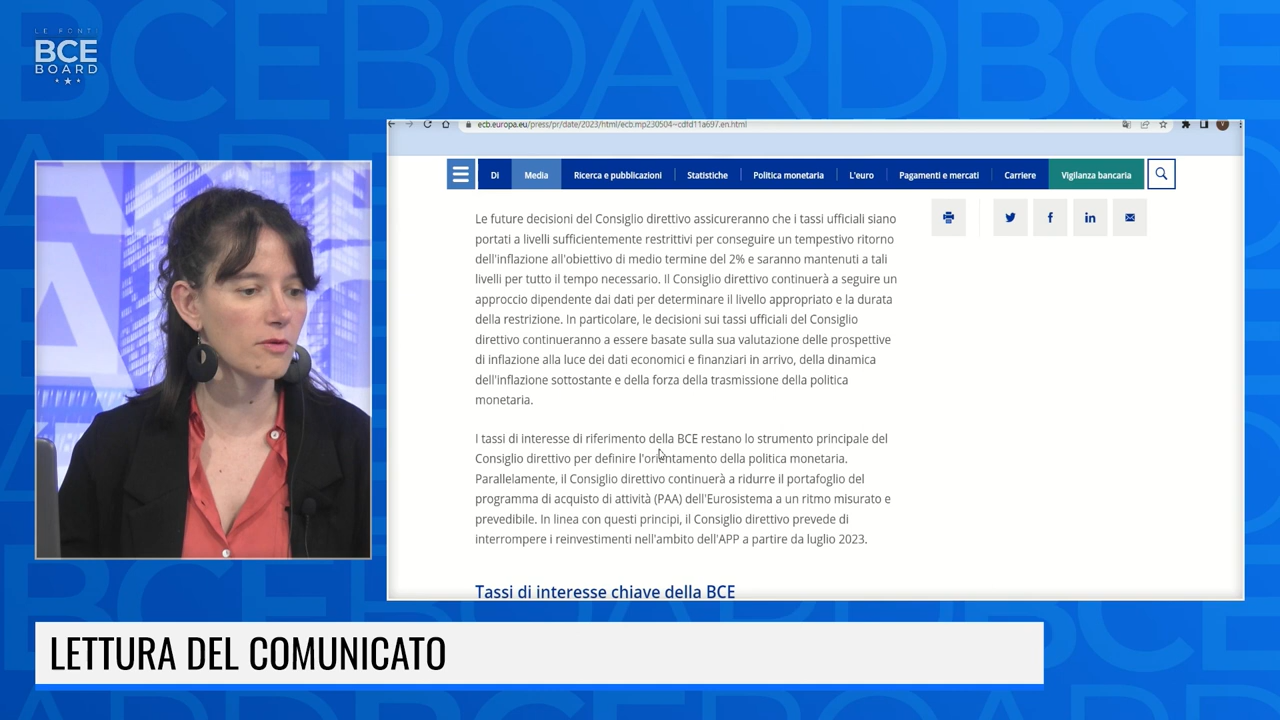 LE FONTI
BCE
BOARD
ecb.europa.eu/press/pr/date/2023/html/ecb.mp230504~cdfd11a697.en.html
Di
Media
Ricerca e pubblicazioni
Statistiche
Politica monetaria
L'euro
Pagamenti e mercati
Carriere
Vigilanza bancaria
Le future decisioni del Consiglio direttivo assicureranno che i tassi ufficiali siano
portati a livelli sufficientemente restrittivi per conseguire un tempestivo ritorno
dell'inflazione all'obiettivo di medio termine del 2% e saranno mantenuti a tali
livelli per tutto il tempo necessario. Il Consiglio direttivo continuerà a seguire un
approccio dipendente dai dati per determinare il livello appropriato e la durata
della restrizione. In particolare, le decisioni sui tassi ufficiali del Consiglio
direttivo continueranno a essere basate sulla sua valutazione delle prospettive
di inflazione alla luce dei dati economici e finanziari in arrivo, della dinamica
dell'inflazione sottostante e della forza della trasmissione della politica
monetaria.
I tassi di interesse di riferimento della BCE restano lo strumento principale del
Consiglio direttivo per definire l'orientamento della politica monetaria.
Parallelamente, il Consiglio direttivo continuerà a ridurre il portafoglio del
programma di acquisto di attività (PAA) dell'Eurosistema a un ritmo misurato e
prevedibile. In linea con questi principi, il Consiglio direttivo prevede di
interrompere i reinvestimenti nell'ambito dell'APP a partire da luglio 2023.
Tassi di interesse chiave della BCE
LETTURA DEL COMUNICATO